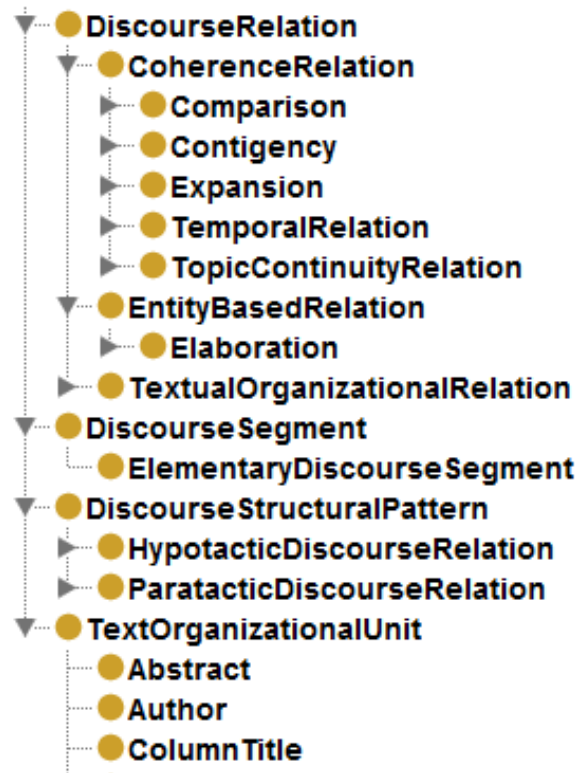 DiscourseRelation
CoherenceRelation
Comparison
Contigency
Expansion
TemporalRelation
TopicContinuityRelation
EntityBasedRelation
Elaboration
TextualOrganizationalRelation
DiscourseSegment
ElementaryDiscourseSegment
DiscourseStructuralPattern
HypotacticDiscourseRelation
ParatacticDiscourseRelation
TextOrganizationalUnit
Abstract
Author
ColumnTitle